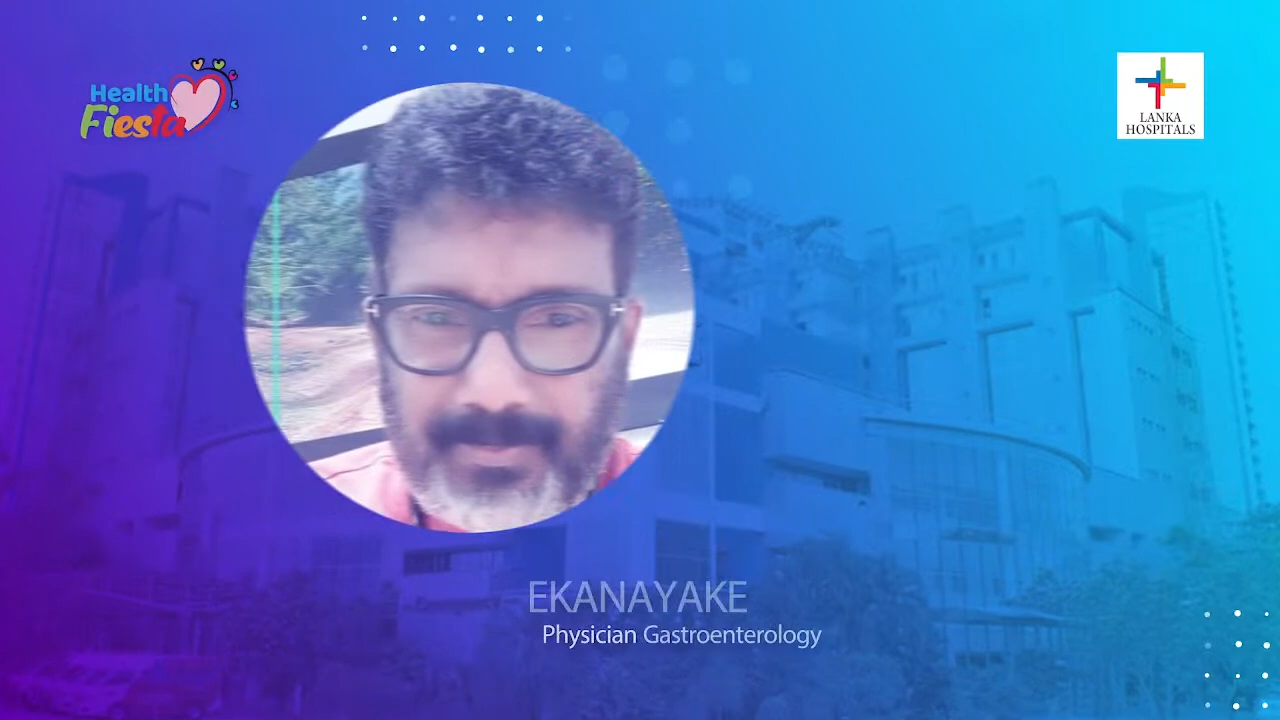 Health
Fiesta
LANKA
HOSPITALS
EKANAYAKE
Physician Gastroenterology